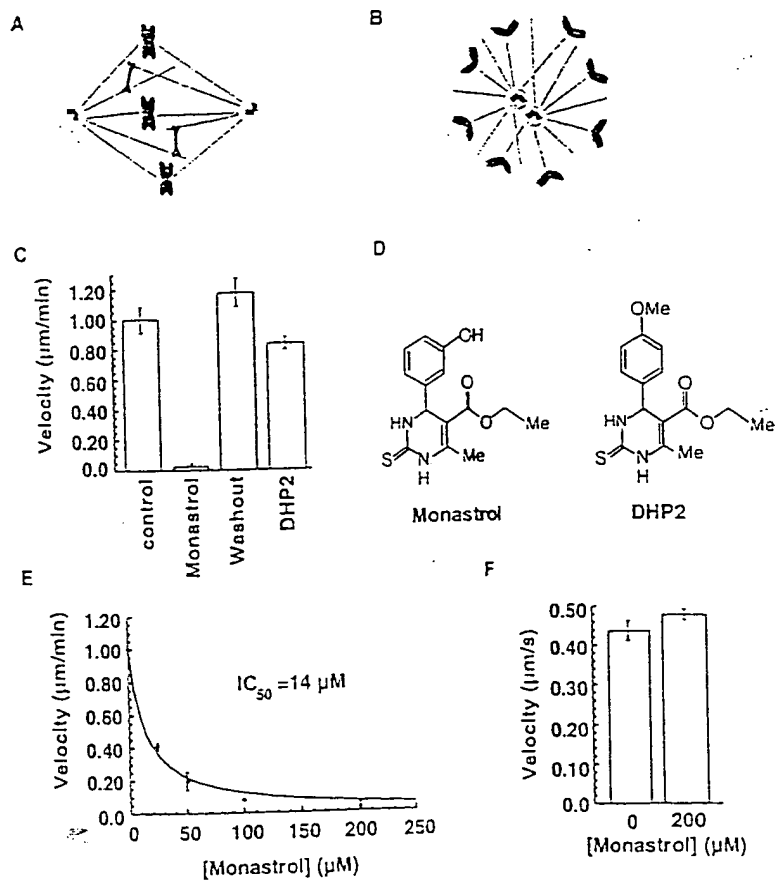 A
B
C
Velocity (µm/min)
1.20
1.00
0.80
0.60
0.40
0.20
0.0
control
Monastrol
Washout
DHP2
D
CH
O
O
Me
HN
S
N
H
Me
Monastrol
OMe
O
O
Me
HN
S
N
H
Me
DHP2
E
Velocity (µm/min)
1.20
1.00
0.80
0.60
0.40
0.20
0.0
IC50 =14 µM
0 50 100 150 200 250
[Monastrol] (µM)
F
Velocity (µm/s)
0.50
0.40
0.30
0.20
0.10
0.0
0 200
[Monastrol] (µM)